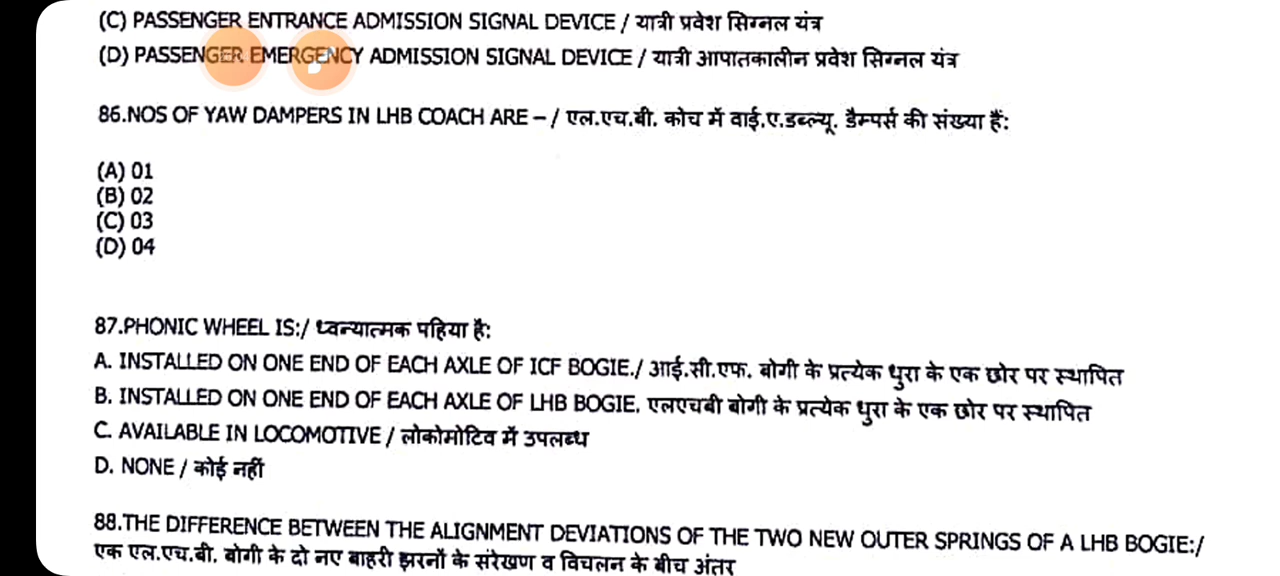 (C) PASSENGER ENTRANCE ADMISSION SIGNAL DEVICE / यात्री प्रवेश सिग्नल यंत्र
(D) PASSENGER EMERGENCY ADMISSION SIGNAL DEVICE / यात्री आपातकालीन प्रवेश सिग्नल यंत्र
86.NOS OF YAW DAMPERS IN LHB COACH ARE – / एल.एच.बी. कोच में वाई.ए.डब्ल्यू. डैम्पर्स की संख्या हैं:
(A) 01
(B) 02
(C) 03
(D) 04
87.PHONIC WHEEL IS:/ ध्वन्यात्मक पहिया है:
A. INSTALLED ON ONE END OF EACH AXLE OF ICF BOGIE./ आई.सी.एफ. बोगी के प्रत्येक धुरा के एक छोर पर स्थापित
B. INSTALLED ON ONE END OF EACH AXLE OF LHB BOGIE. एलएचबी बोगी के प्रत्येक धुरा के एक छोर पर स्थापित
C. AVAILABLE IN LOCOMOTIVE / लोकोमोटिव में उपलब्ध
D. NONE / कोई नहीं
88.THE DIFFERENCE BETWEEN THE ALIGNMENT DEVIATIONS OF THE TWO NEW OUTER SPRINGS OF A LHB BOGIE:/
एक एल.एच.बी. बोगी के दो नए बाहरी झरनों के संरेखण व विचलन के बीच अंतर